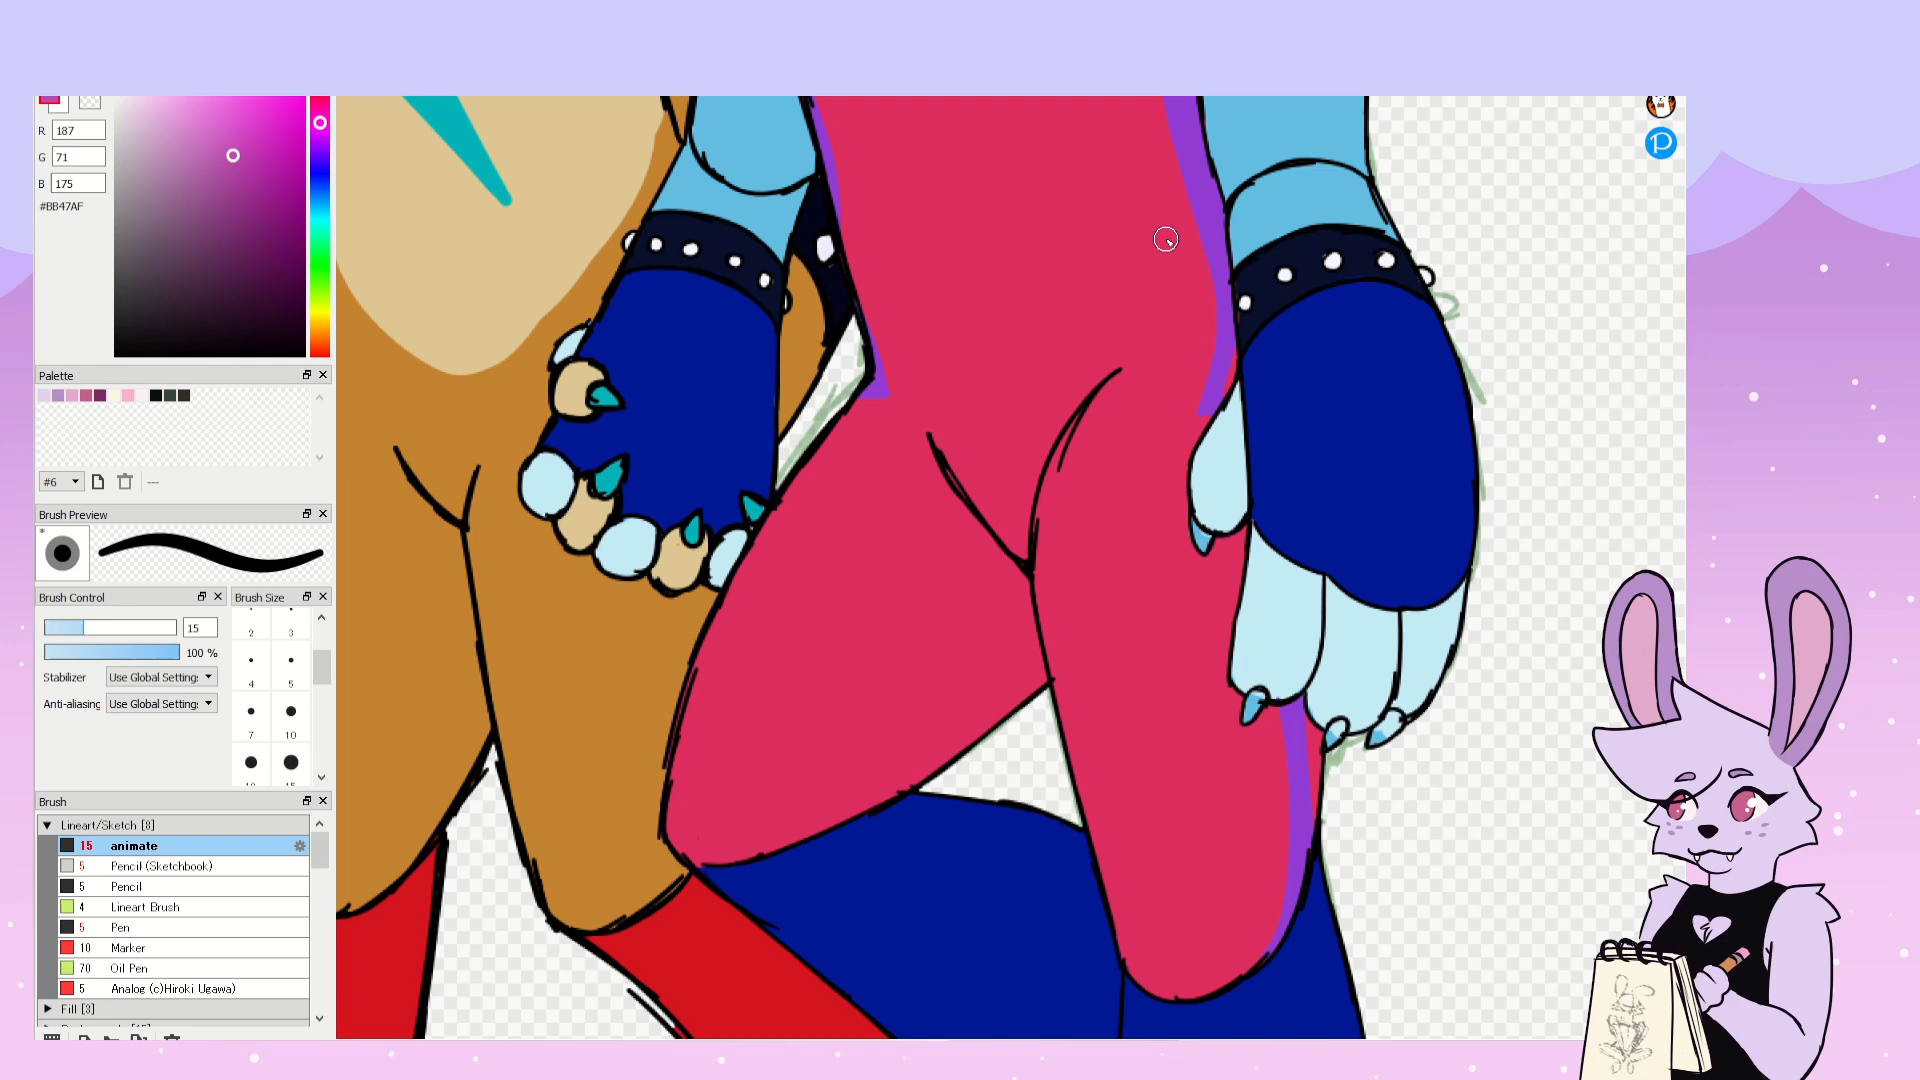 R 187
G 71
B 175
#BB47AF
Palette
#6
---
Brush Preview
*
Brush Control
Brush Size
15
100 %
Stabilizer
Use Global Setting:
Anti-aliasing
Use Global Setting:
2 3
4 5
7 10
Brush
Lineart/Sketch [8]
15 animate
5 Pencil (Sketchbook)
5 Pencil
4 Lineart Brush
5 Pen
10 Marker
70 Oil Pen
5 Analog (c)Hiroki Ugawa)
Fill [3]
P